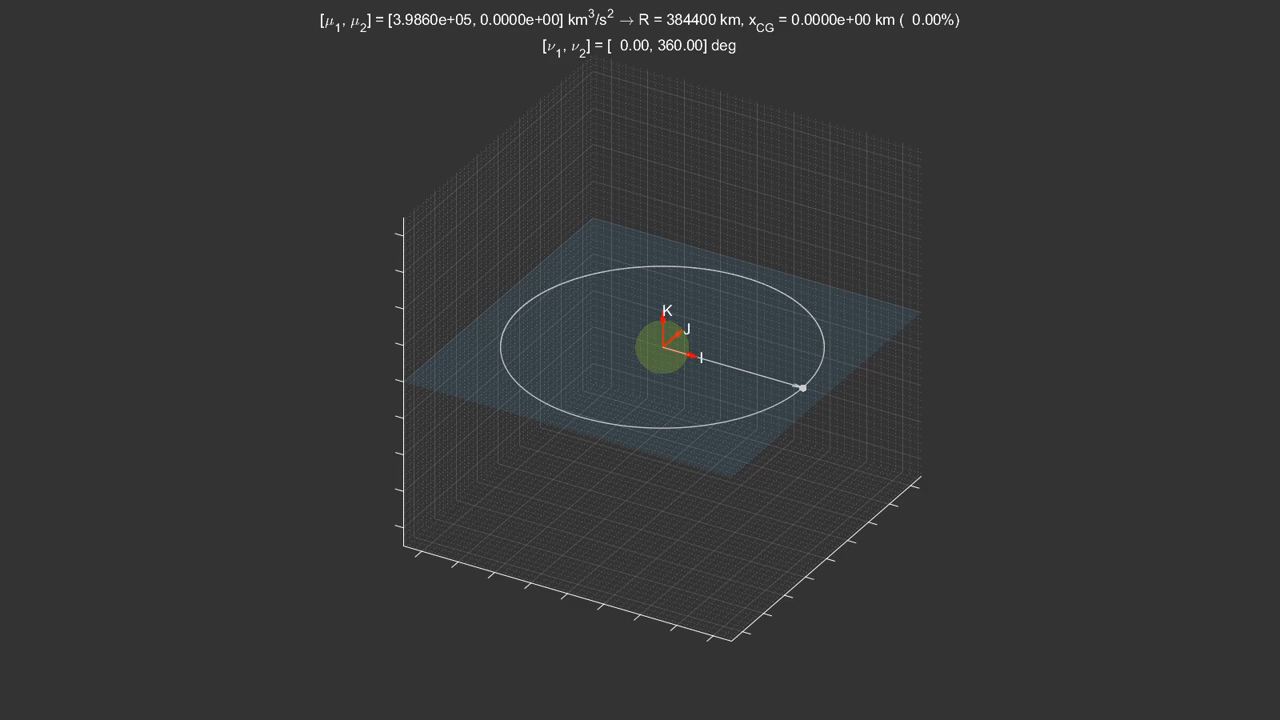 [μ₁, μ₂] = [3.9860e+05, 0.0000e+00] km³/s² → R = 384400 km, x_CG = 0.0000e+00 km ( 0.00%)
[ν₁, ν₂] = [ 0.00, 360.00] deg
K
J
I